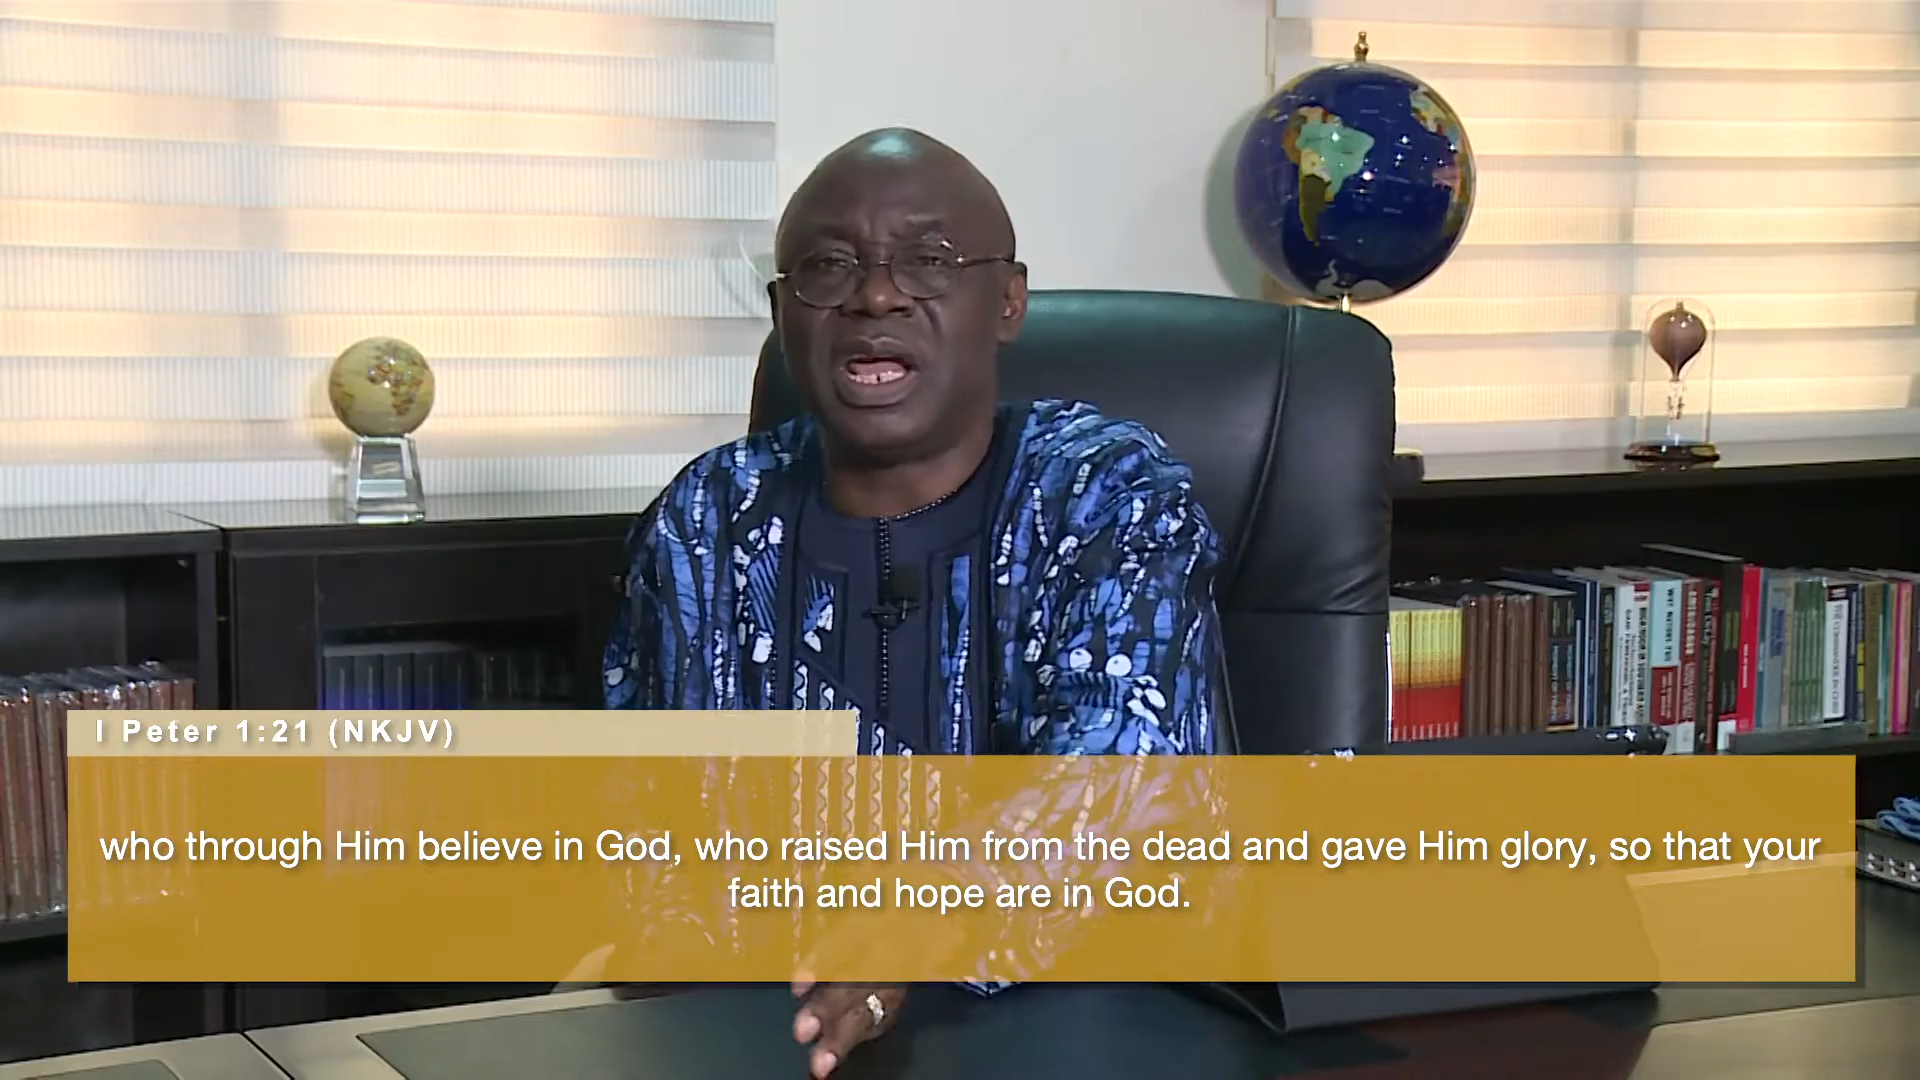 I Peter 1:21 (NKJV)
who through Him believe in God, who raised Him from the dead and gave Him glory, so that your
faith and hope are in God.